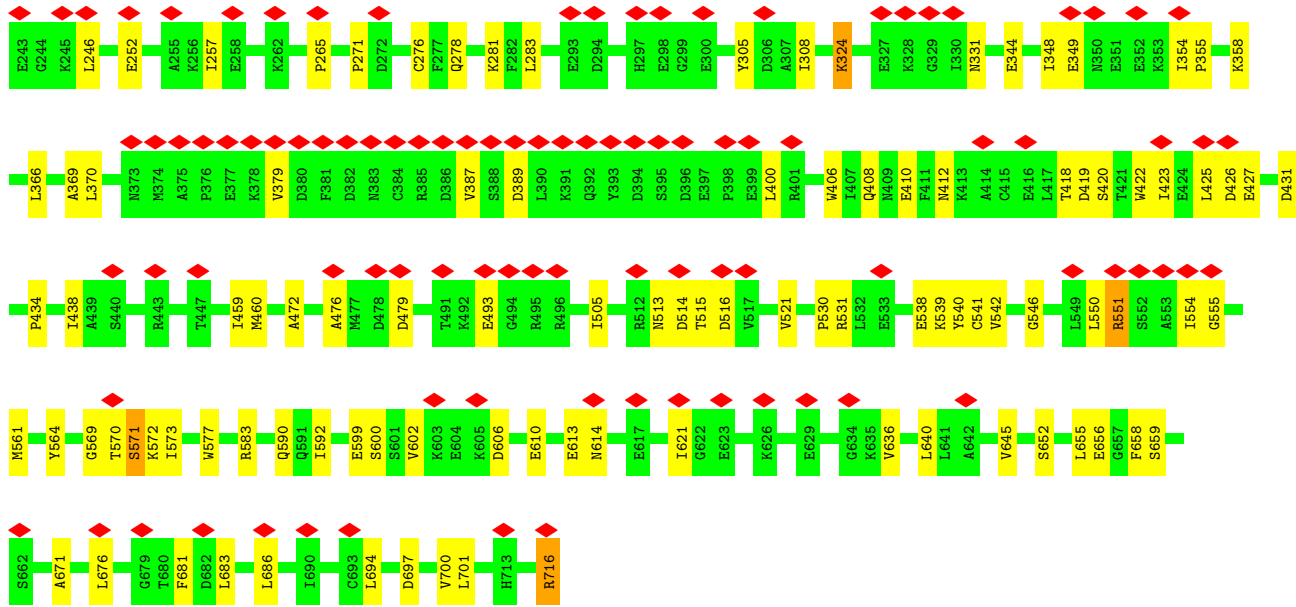 E243 G244 K245 L246 E252 A255 K256 I257 E258 K262 P265 P271 D272 C276 F277 Q278 K281 F282 L283 E293 D294 H297 E298 G299 E300 Y305 D306 A307 I308 K324 E327 K328 G329 I330 N331 E344 I348 E349 N350 E351 E352 K353 I354 P355 K358
L366 A369 L370 N373 M374 A375 P376 E377 K378 V379 D380 F381 D382 N383 C384 R385 D386 V387 S388 D389 L390 K391 Q392 Y393 D394 S395 D396 E397 P398 E399 L400 R401 W406 I407 Q408 N409 E410 F411 N412 K413 A414 C415 E416 L417 T418 D419 S420 T421 W422 I423 E424 L425 D426 E427 D431
P434 I438 A439 S440 R443 T447 I459 M460 A472 A476 M477 D478 D479 T491 K492 E493 G494 R495 R496 I505 R512 N513 D514 T515 D516 V517 V521 P530 R531 L532 E533 E538 K539 Y540 C541 V542 G546 L549 L550 R551 S552 A553 I554 G555
M561 Y564 G569 T570 S571 K572 I573 W577 R583 Q590 Q591 I592 E599 S600 S601 V602 K603 E604 K605 D606 E610 E613 N614 E617 I621 G622 E623 K626 E629 G634 K635 V636 L640 L641 A642 V645 S652 L655 E656 G657 F658 S659
S662 A671 L676 G679 T680 F681 D682 L683 L686 I690 C693 L694 D697 V700 L701 H713 R716